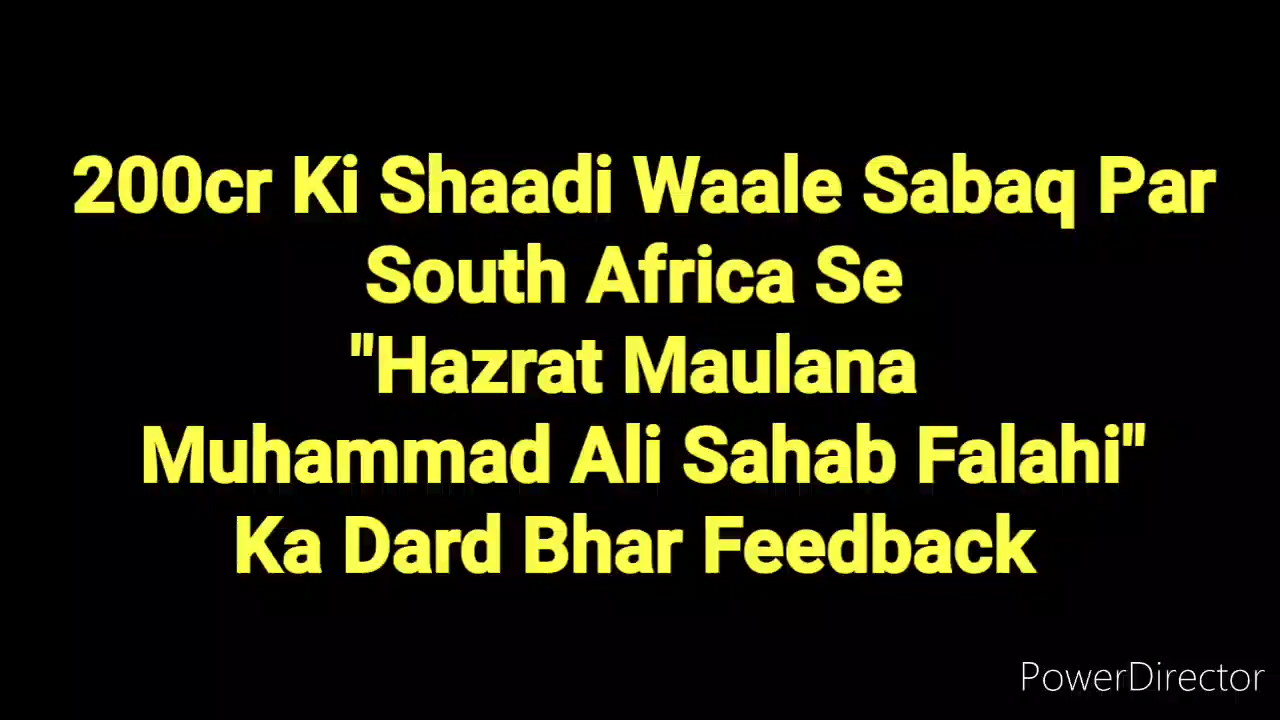 200cr Ki Shaadi Waale Sabaq Par
South Africa Se
"Hazrat Maulana
Muhammad Ali Sahab Falahi"
Ka Dard Bhar Feedback
PowerDirector